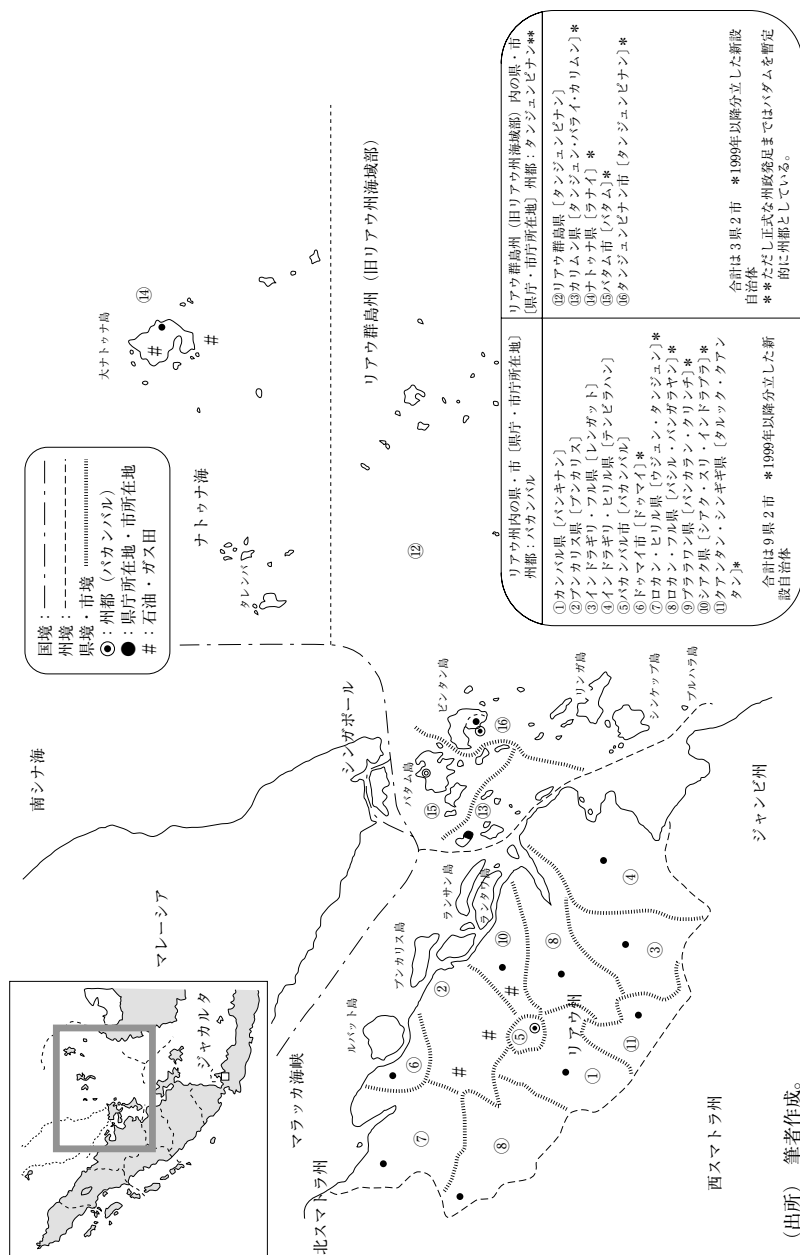 国境：
州境：
県境・市境
：州都（パカンバル）
：県庁所在地・市所在地
#：石油・ガス田
南シナ海
マレーシア
マラッカ海峡
北スマトラ州
西スマトラ州
ジャンビ州
ジャカルタ
シンガポール
ナトゥナ海
大ナトゥナ島
タレンパ
リアウ群島州（旧リアウ州海域部）
リアウ州
ルパット島
ブンカリス島
ランサン島
ランタウ島
バタム島
ビンタン島
リンガ島
シンケップ島
ブルハラ島
①
②
③
④
⑤
⑥
⑦
⑧
⑧
⑩
⑪
⑫
⑬
⑭
⑮
⑯
#
#
#
#
#
リアウ州内の県・市［県庁・市庁所在地］
州都：パカンバル
①カンパル県［バンキナン］
②ブンカリス県［ブンカリス］
③インドラギリ・フル県［レンガット］
④インドラギリ・ヒリル県［テンビラハン］
⑤パカンバル市［パカンバル］
⑥ドゥマイ市［ドゥマイ］*
⑦ロカン・ヒリル県［ウジュン・タンジュン］*
⑧ロカン・フル県［パシル・パンガラヤン］*
⑨プララワン県［パンカラン・クリンチ］*
⑩シアク県［シアク・スリ・インドラプラ］*
⑪クアンタン・シンギギ県［タルック・クアン
タン］*
合計は9県2市　*1999年以降分立した新
設自治体
リアウ群島州（旧リアウ州海域部）内の県・市
［県庁・市庁所在地］州都：タンジュンピナン**
⑫リアウ群島県［タンジュンピナン］
⑬カリムン県［タンジュン・バライ・カリムン］*
⑭ナトゥナ県［ラナイ］*
⑮バタム市［バタム］*
⑯タンジュンピナン市［タンジュンピナン］*
合計は3県2市　*1999年以降分立した新設
自治体
**ただし正式な州政発足まではバタムを暫定
的に州都としている。
（出所）　筆者作成。